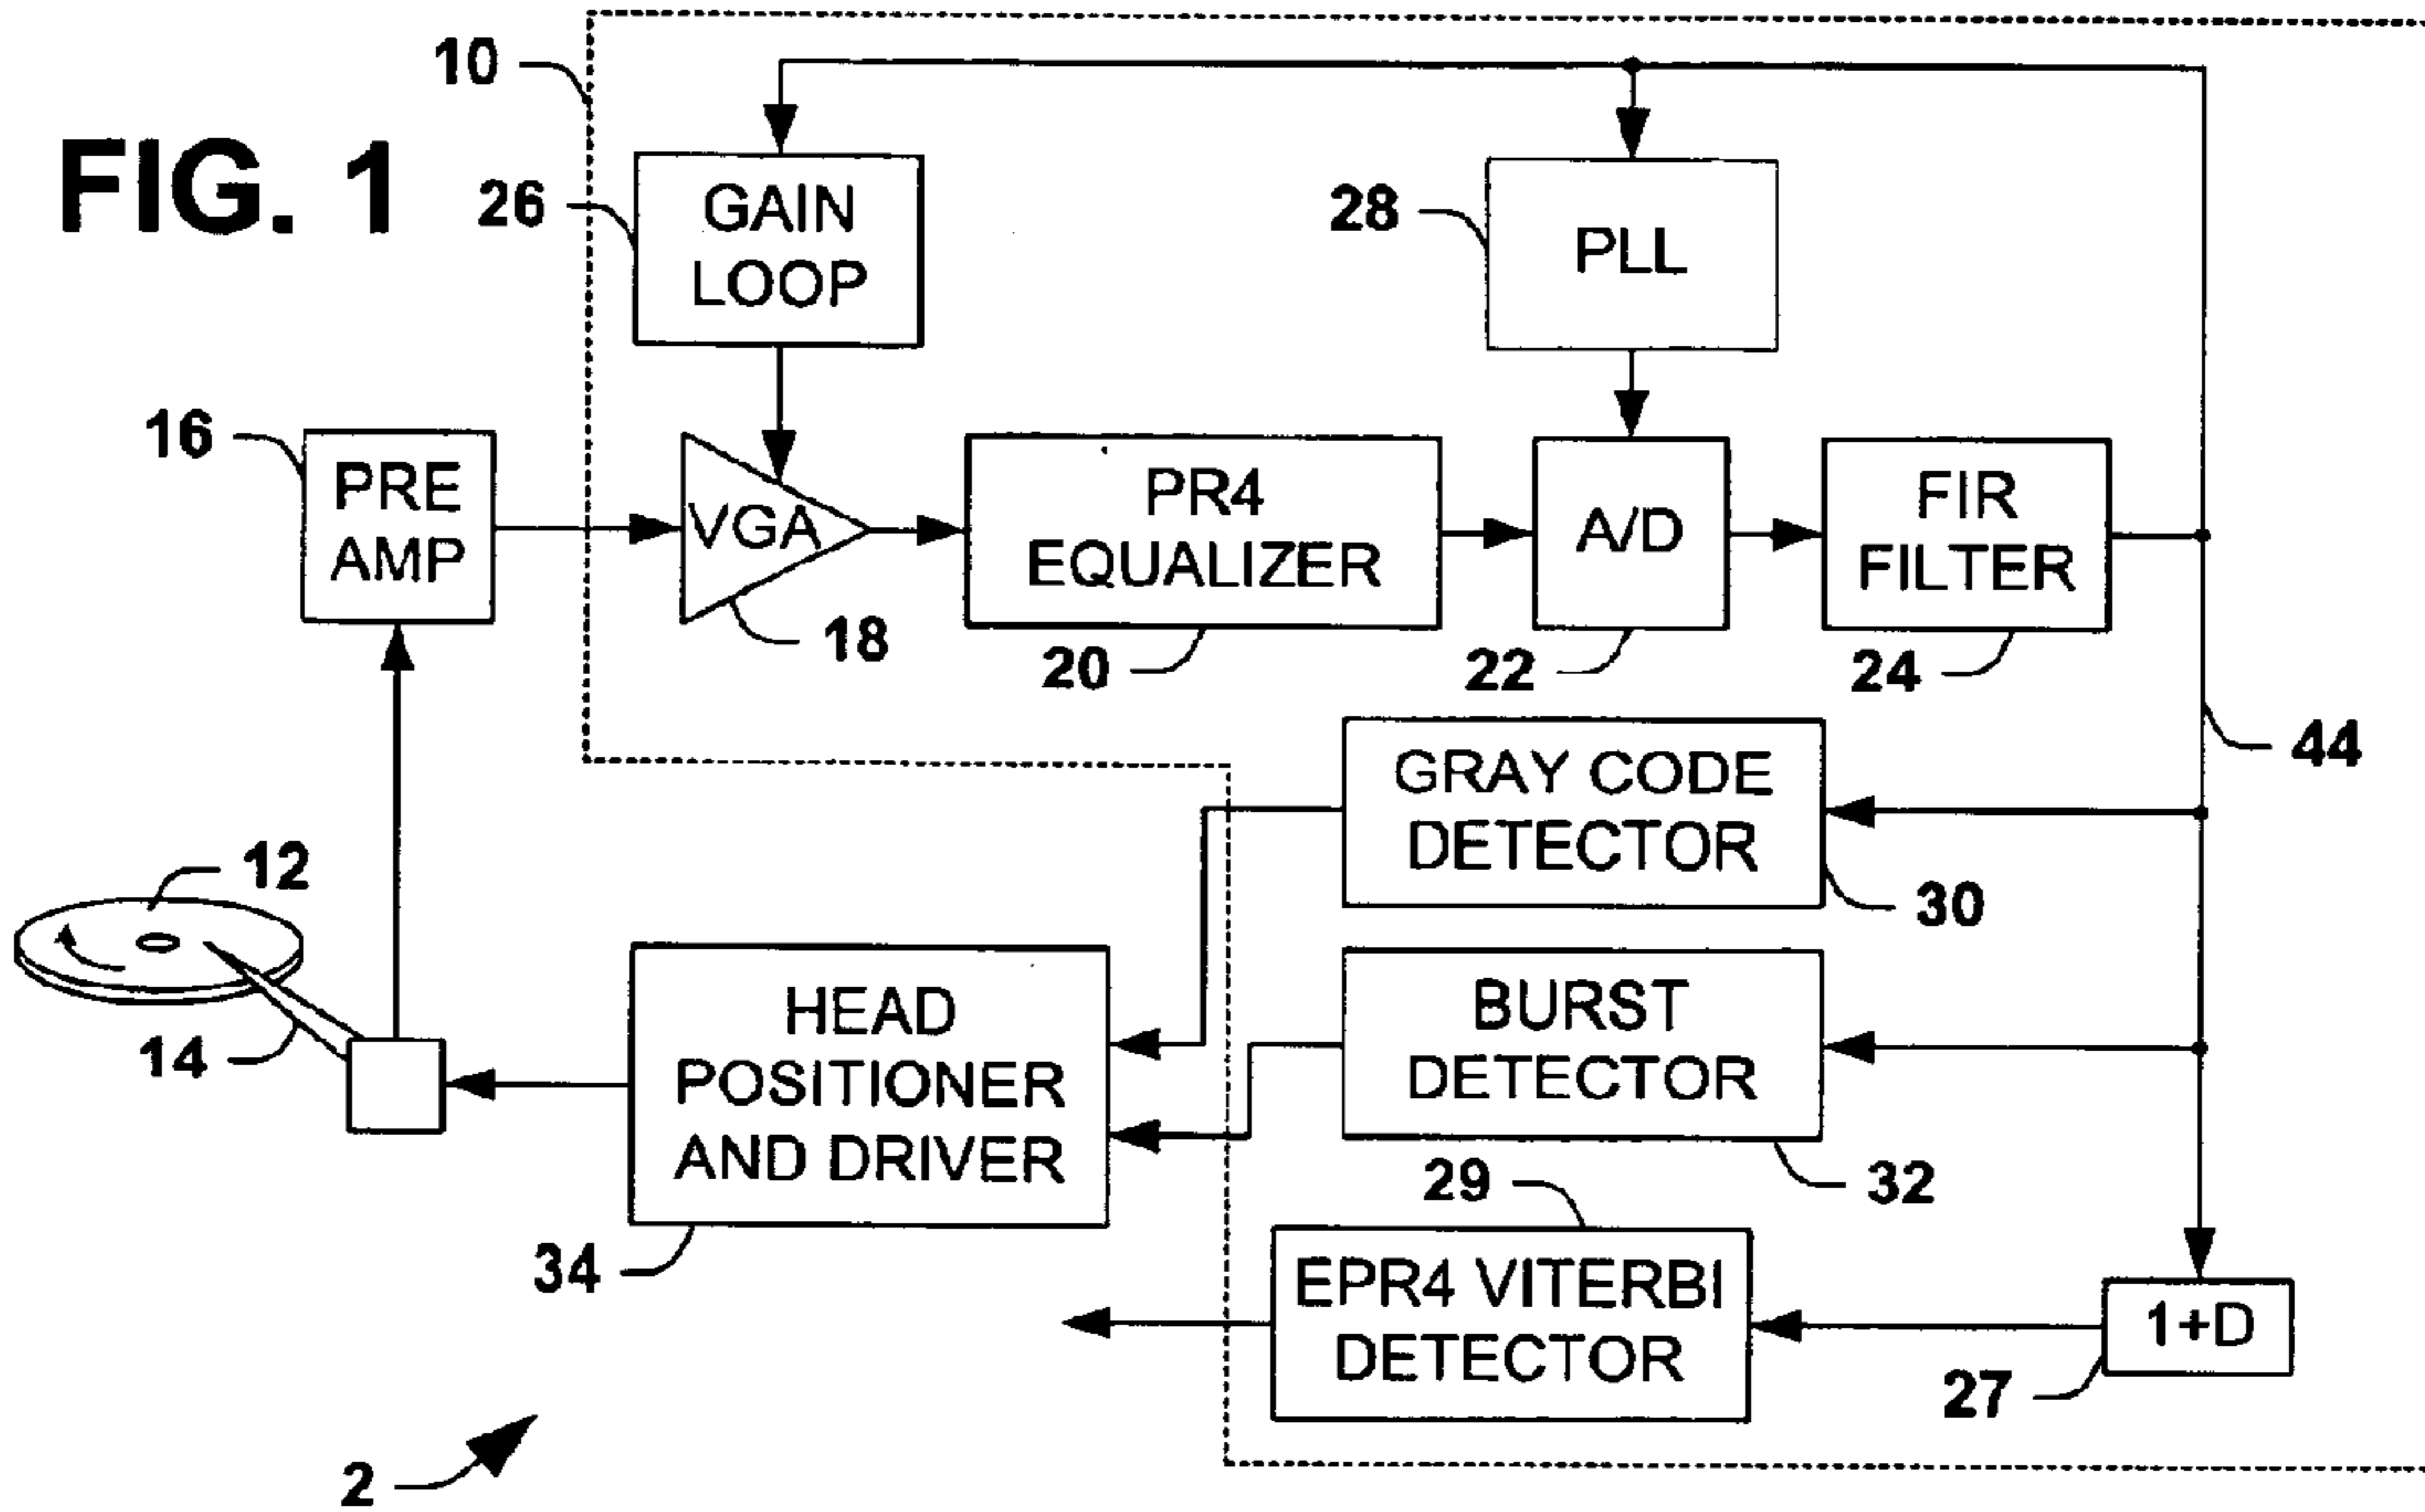 FIG. 1
10
26
GAIN
LOOP
28
PLL
16
PRE
AMP
VGA
18
PR4
EQUALIZER
20
A/D
22
FIR
FILTER
24
44
GRAY CODE
DETECTOR
30
12
14
HEAD
POSITIONER
AND DRIVER
34
BURST
DETECTOR
32
29
EPR4 VITERBI
DETECTOR
1+D
27
2